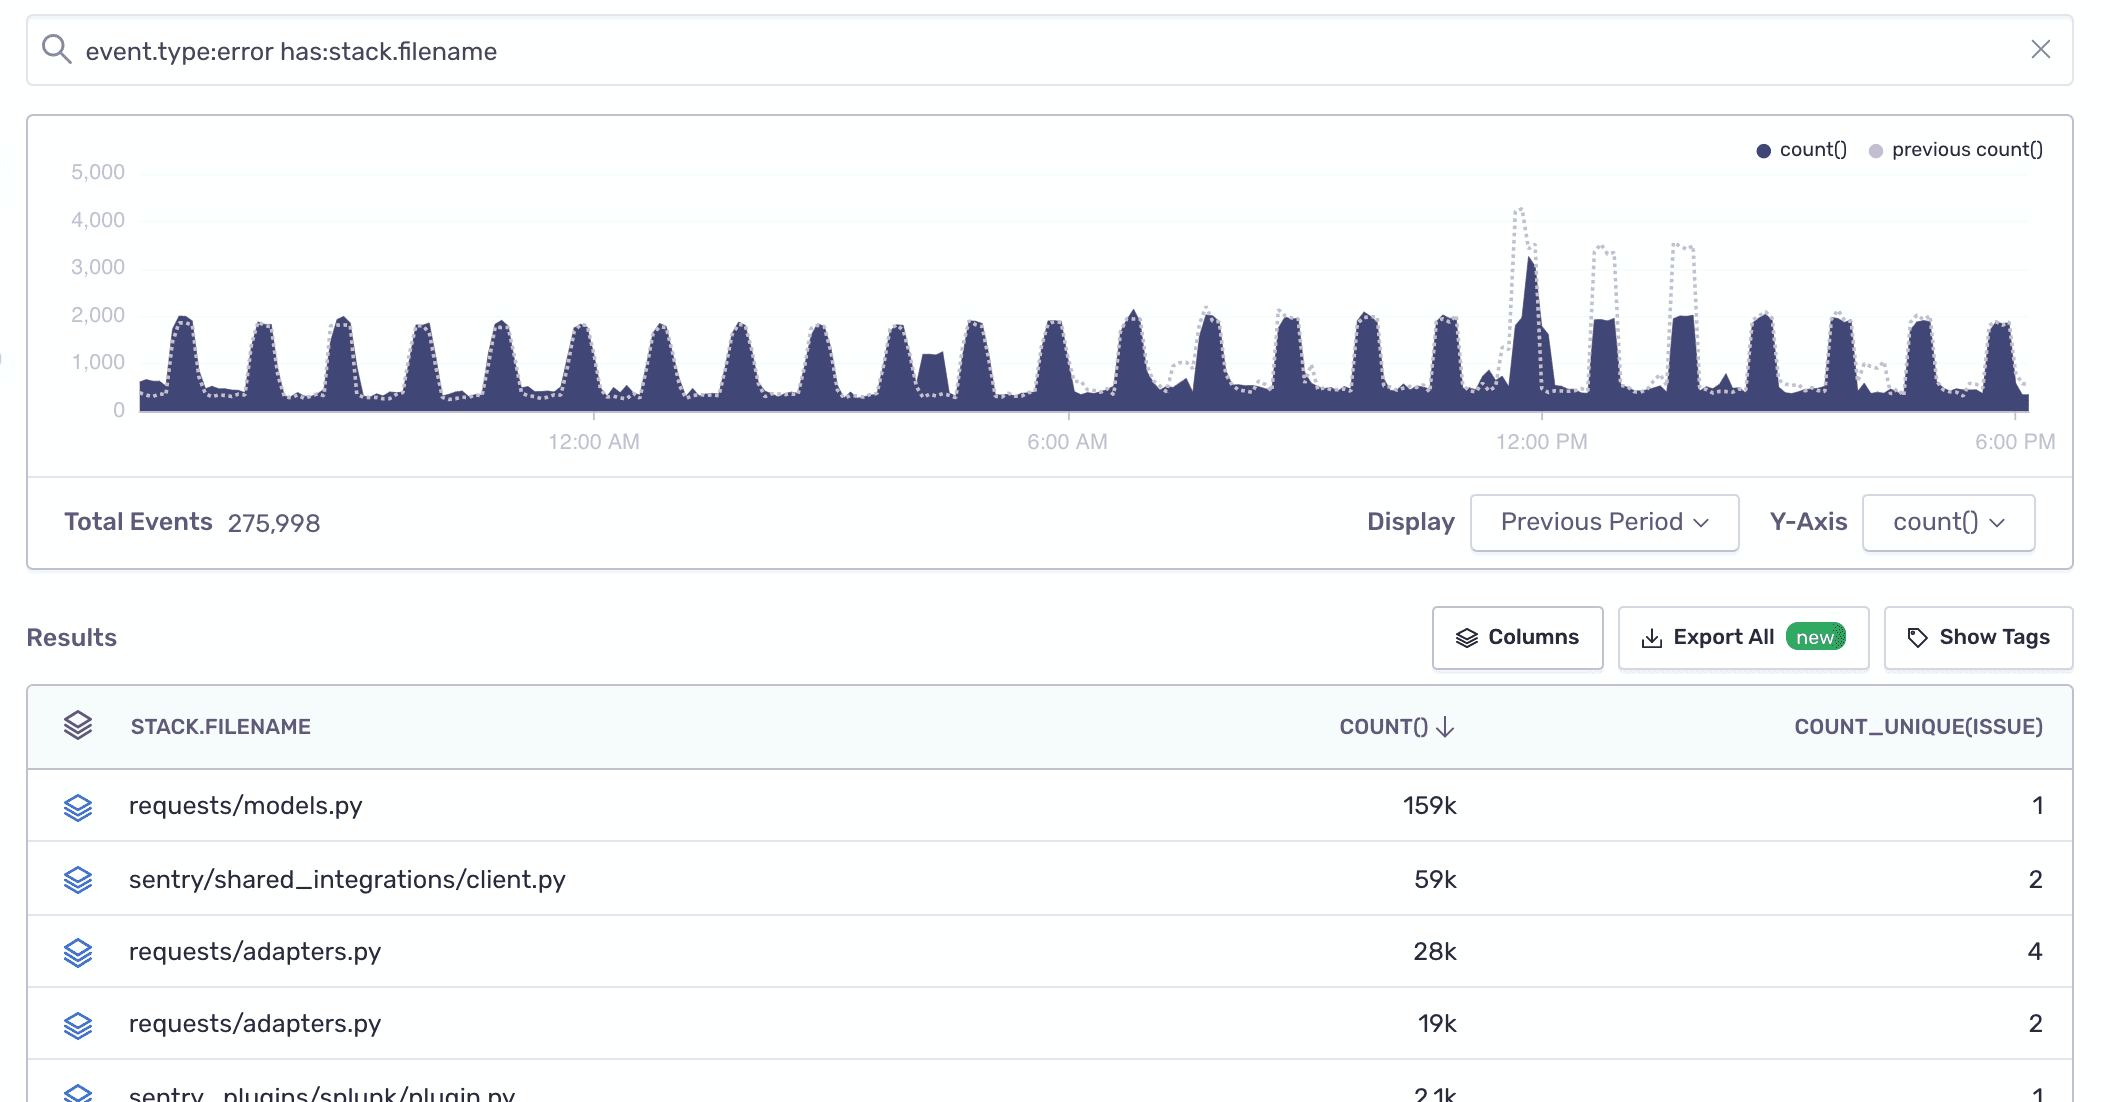 event.type:error has:stack.filename
count() previous count()
5,000
4,000
3,000
2,000
1,000
0
12:00 AM 6:00 AM 12:00 PM 6:00 PM
Total Events 275,998 Display Previous Period Y-Axis count()
Results Columns Export All new Show Tags
STACK.FILENAME COUNT() COUNT_UNIQUE(ISSUE)
requests/models.py 159k 1
sentry/shared_integrations/client.py 59k 2
requests/adapters.py 28k 4
requests/adapters.py 19k 2
sentry_plugins/splunk/plugin.py 2.1k 1